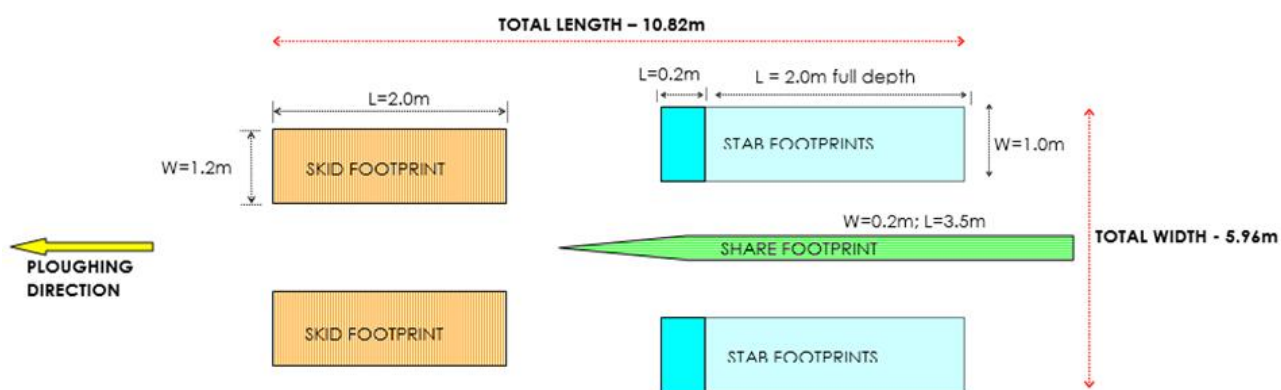 TOTAL LENGTH – 10.82m
L=0.2m
L = 2.0m full depth
L=2.0m
W=1.2m
SKID FOOTPRINT
STAB FOOTPRINTS
W=1.0m
W=0.2m; L=3.5m
SHARE FOOTPRINT
TOTAL WIDTH - 5.96m
PLOUGHING
DIRECTION
SKID FOOTPRINT
STAB FOOTPRINTS